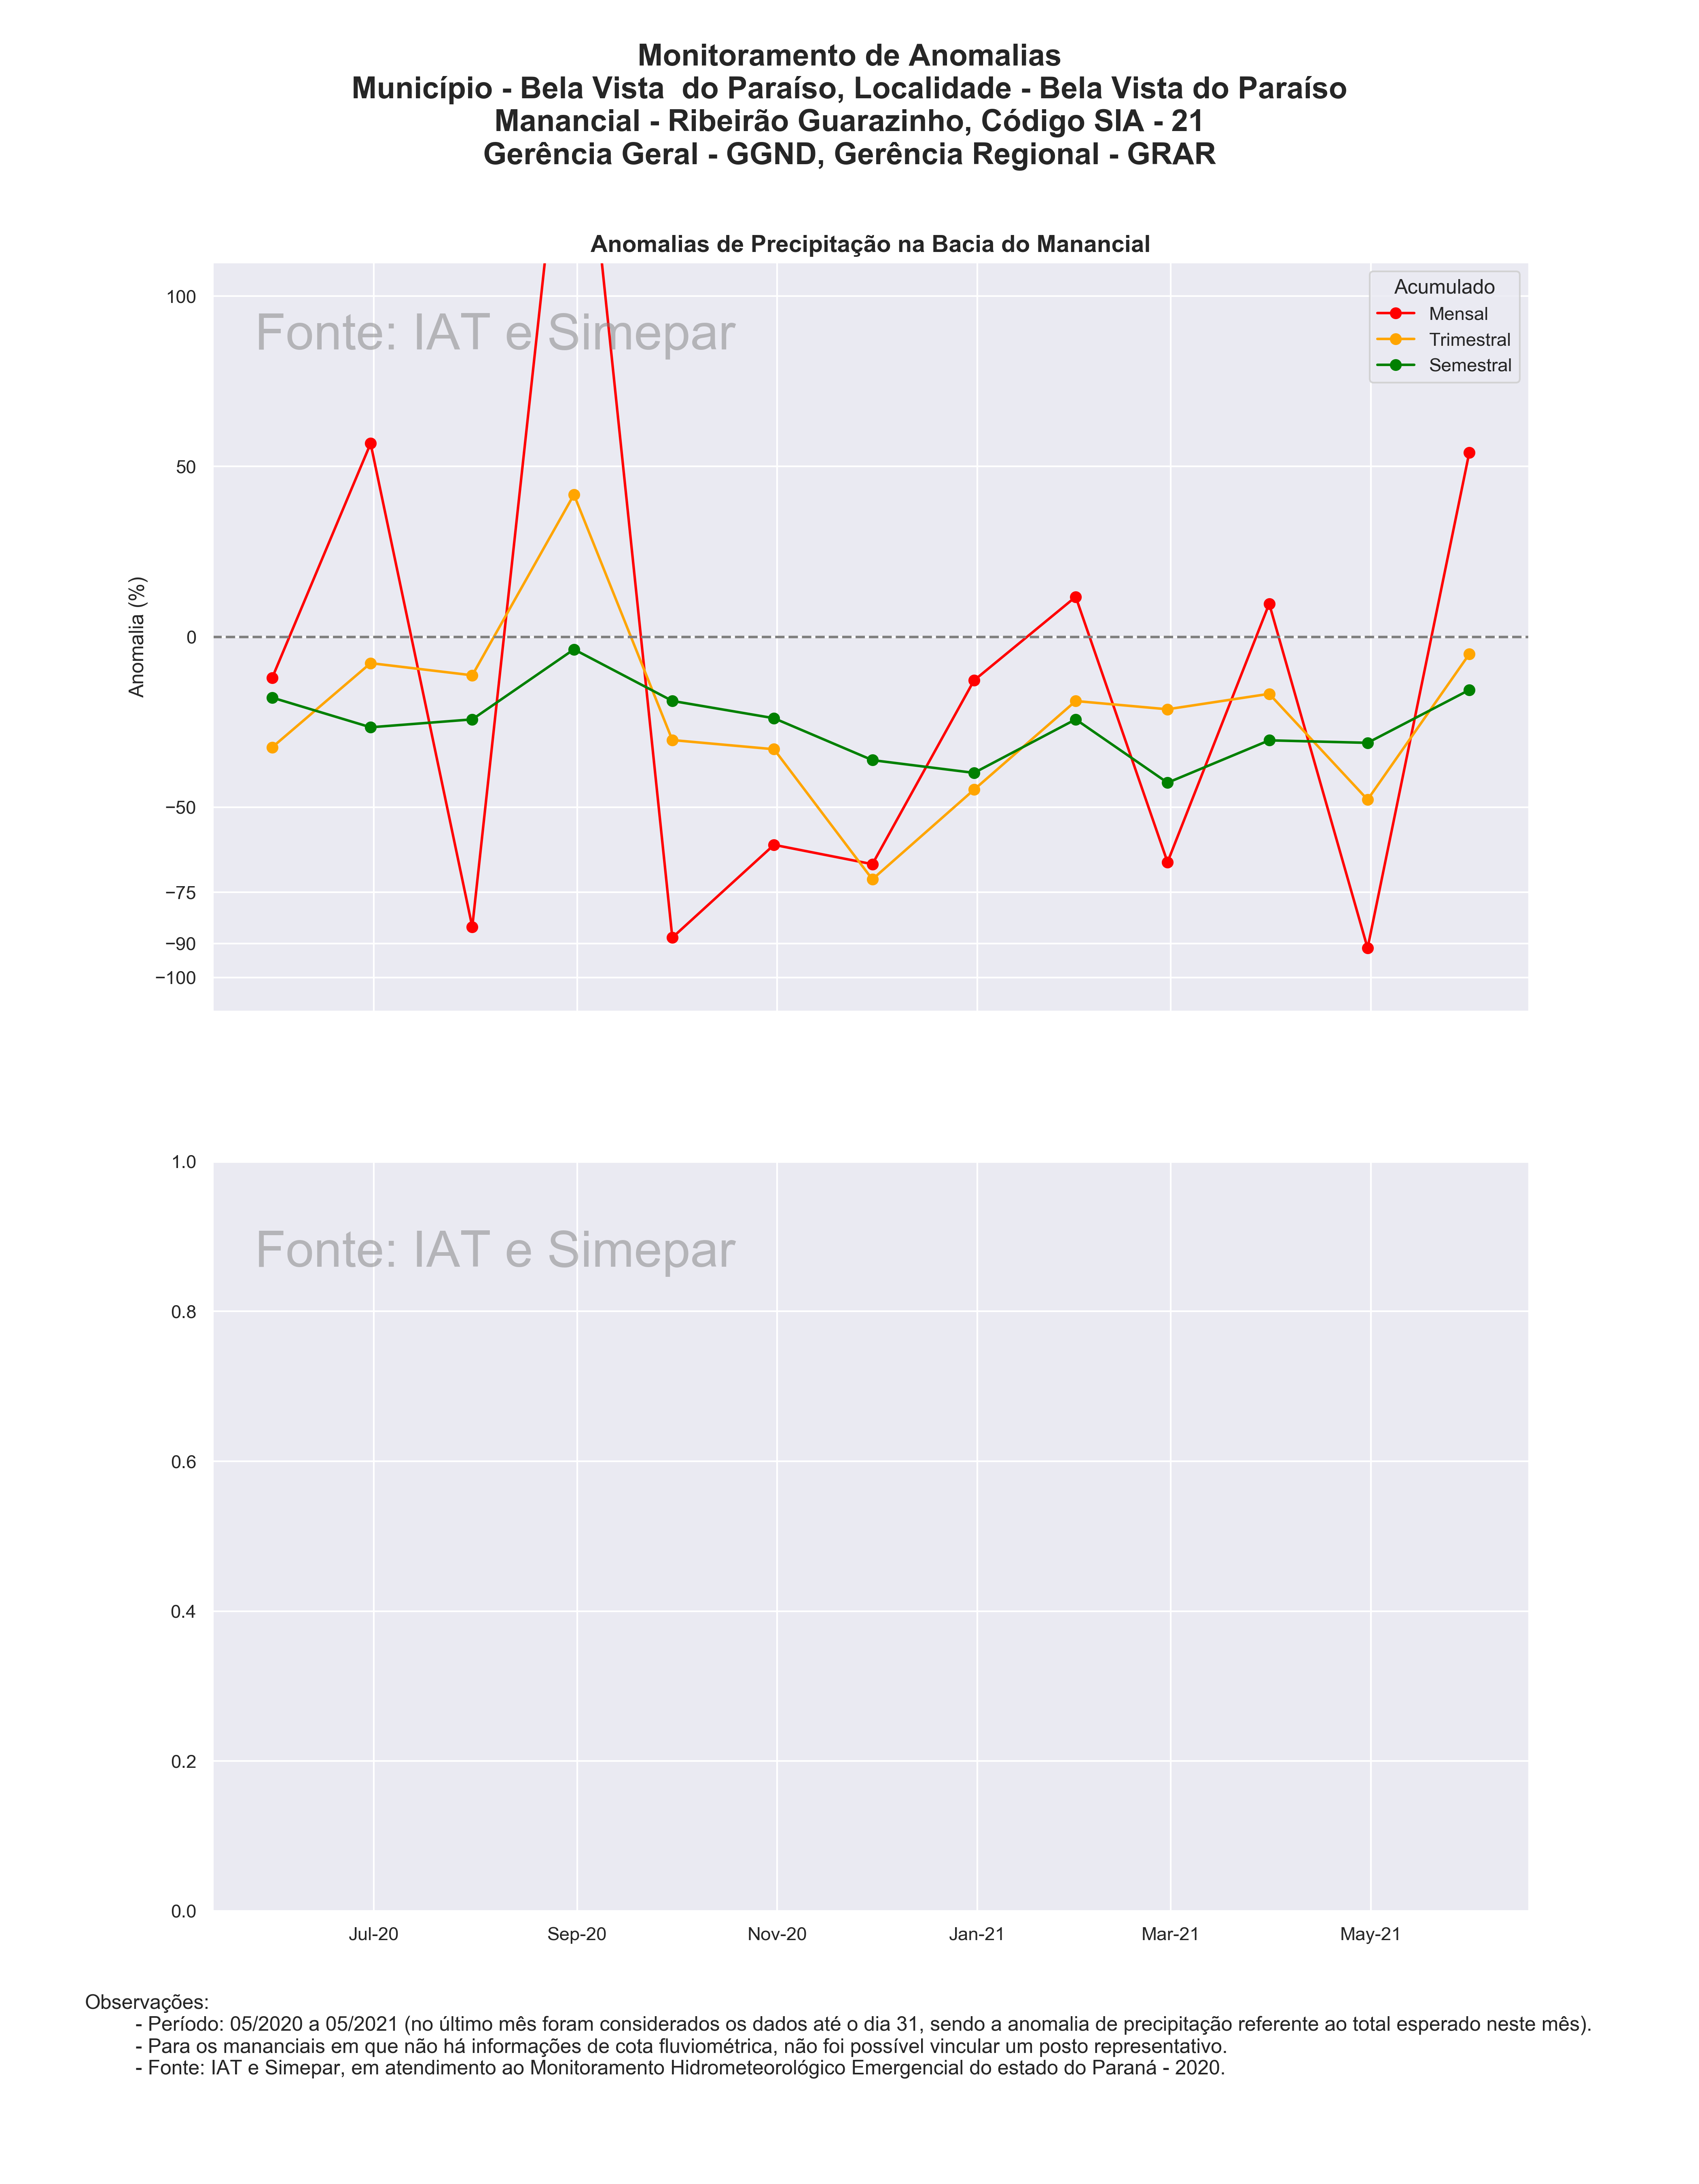 Monitoramento de Anomalias
Município - Bela Vista  do Paraíso, Localidade - Bela Vista do Paraíso
Manancial - Ribeirão Guarazinho, Código SIA - 21
Gerência Geral - GGND, Gerência Regional - GRAR
Anomalias de Precipitação na Bacia do Manancial
Fonte: IAT e Simepar
Acumulado
Mensal
Trimestral
Semestral
Anomalia (%)
100
50
0
−50
−75
−90
−100
Fonte: IAT e Simepar
1.0
0.8
0.6
0.4
0.2
0.0
Jul-20 Sep-20 Nov-20 Jan-21 Mar-21 May-21
Observações:
- Período: 05/2020 a 05/2021 (no último mês foram considerados os dados até o dia 31, sendo a anomalia de precipitação referente ao total esperado neste mês).
- Para os mananciais em que não há informações de cota fluviométrica, não foi possível vincular um posto representativo.
- Fonte: IAT e Simepar, em atendimento ao Monitoramento Hidrometeorológico Emergencial do estado do Paraná - 2020.